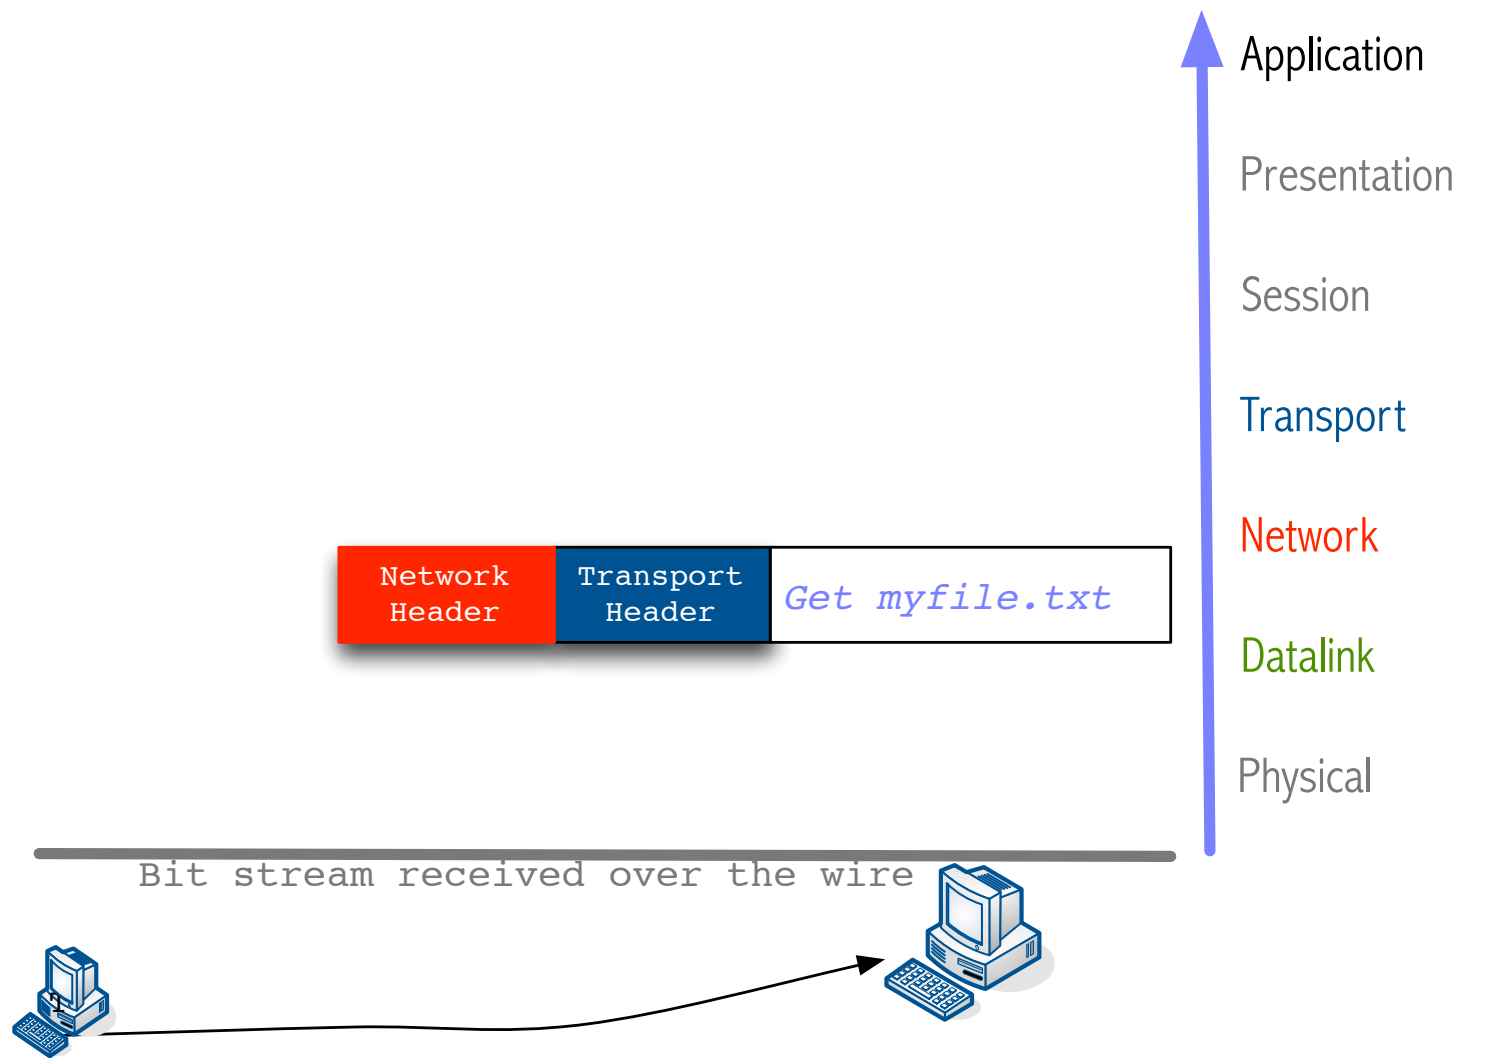 Application
Presentation
Session
Transport
Network
Network Header
Transport Header
Get myfile.txt
Datalink
Physical
Bit stream received over the wire
1